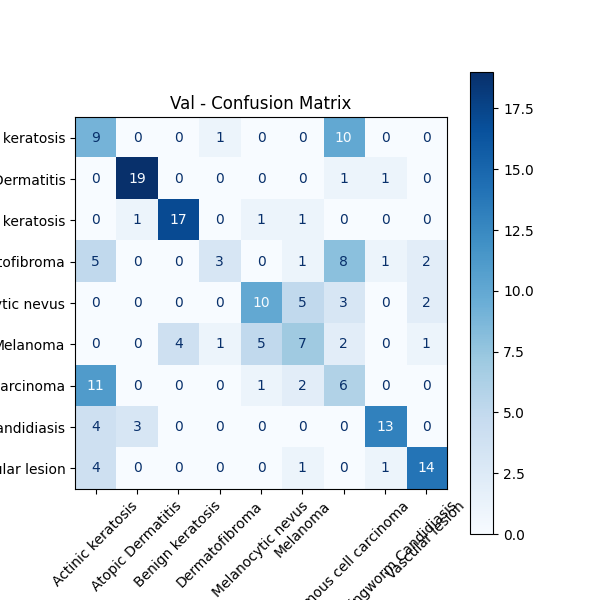 Val - Confusion Matrix
keratosis 9 0 0 1 0 0 10 0 0
Dermatitis 0 19 0 0 0 0 1 1 0
keratosis 0 1 17 0 1 1 0 0 0
tofibroma 5 0 0 3 0 1 8 1 2
ytic nevus 0 0 0 0 10 5 3 0 2
Melanoma 0 0 4 1 5 7 2 0 1
arcinoma 11 0 0 0 1 2 6 0 0
andidiasis 4 3 0 0 0 0 0 13 0
ular lesion 4 0 0 0 0 1 0 1 14
Actinic keratosis
Atopic Dermatitis
Benign keratosis
Dermatofibroma
Melanocytic nevus
Melanoma
mous cell carcinoma
ngworm Candidiasis
Vascular lesion
17.5
15.0
12.5
10.0
7.5
5.0
2.5
0.0